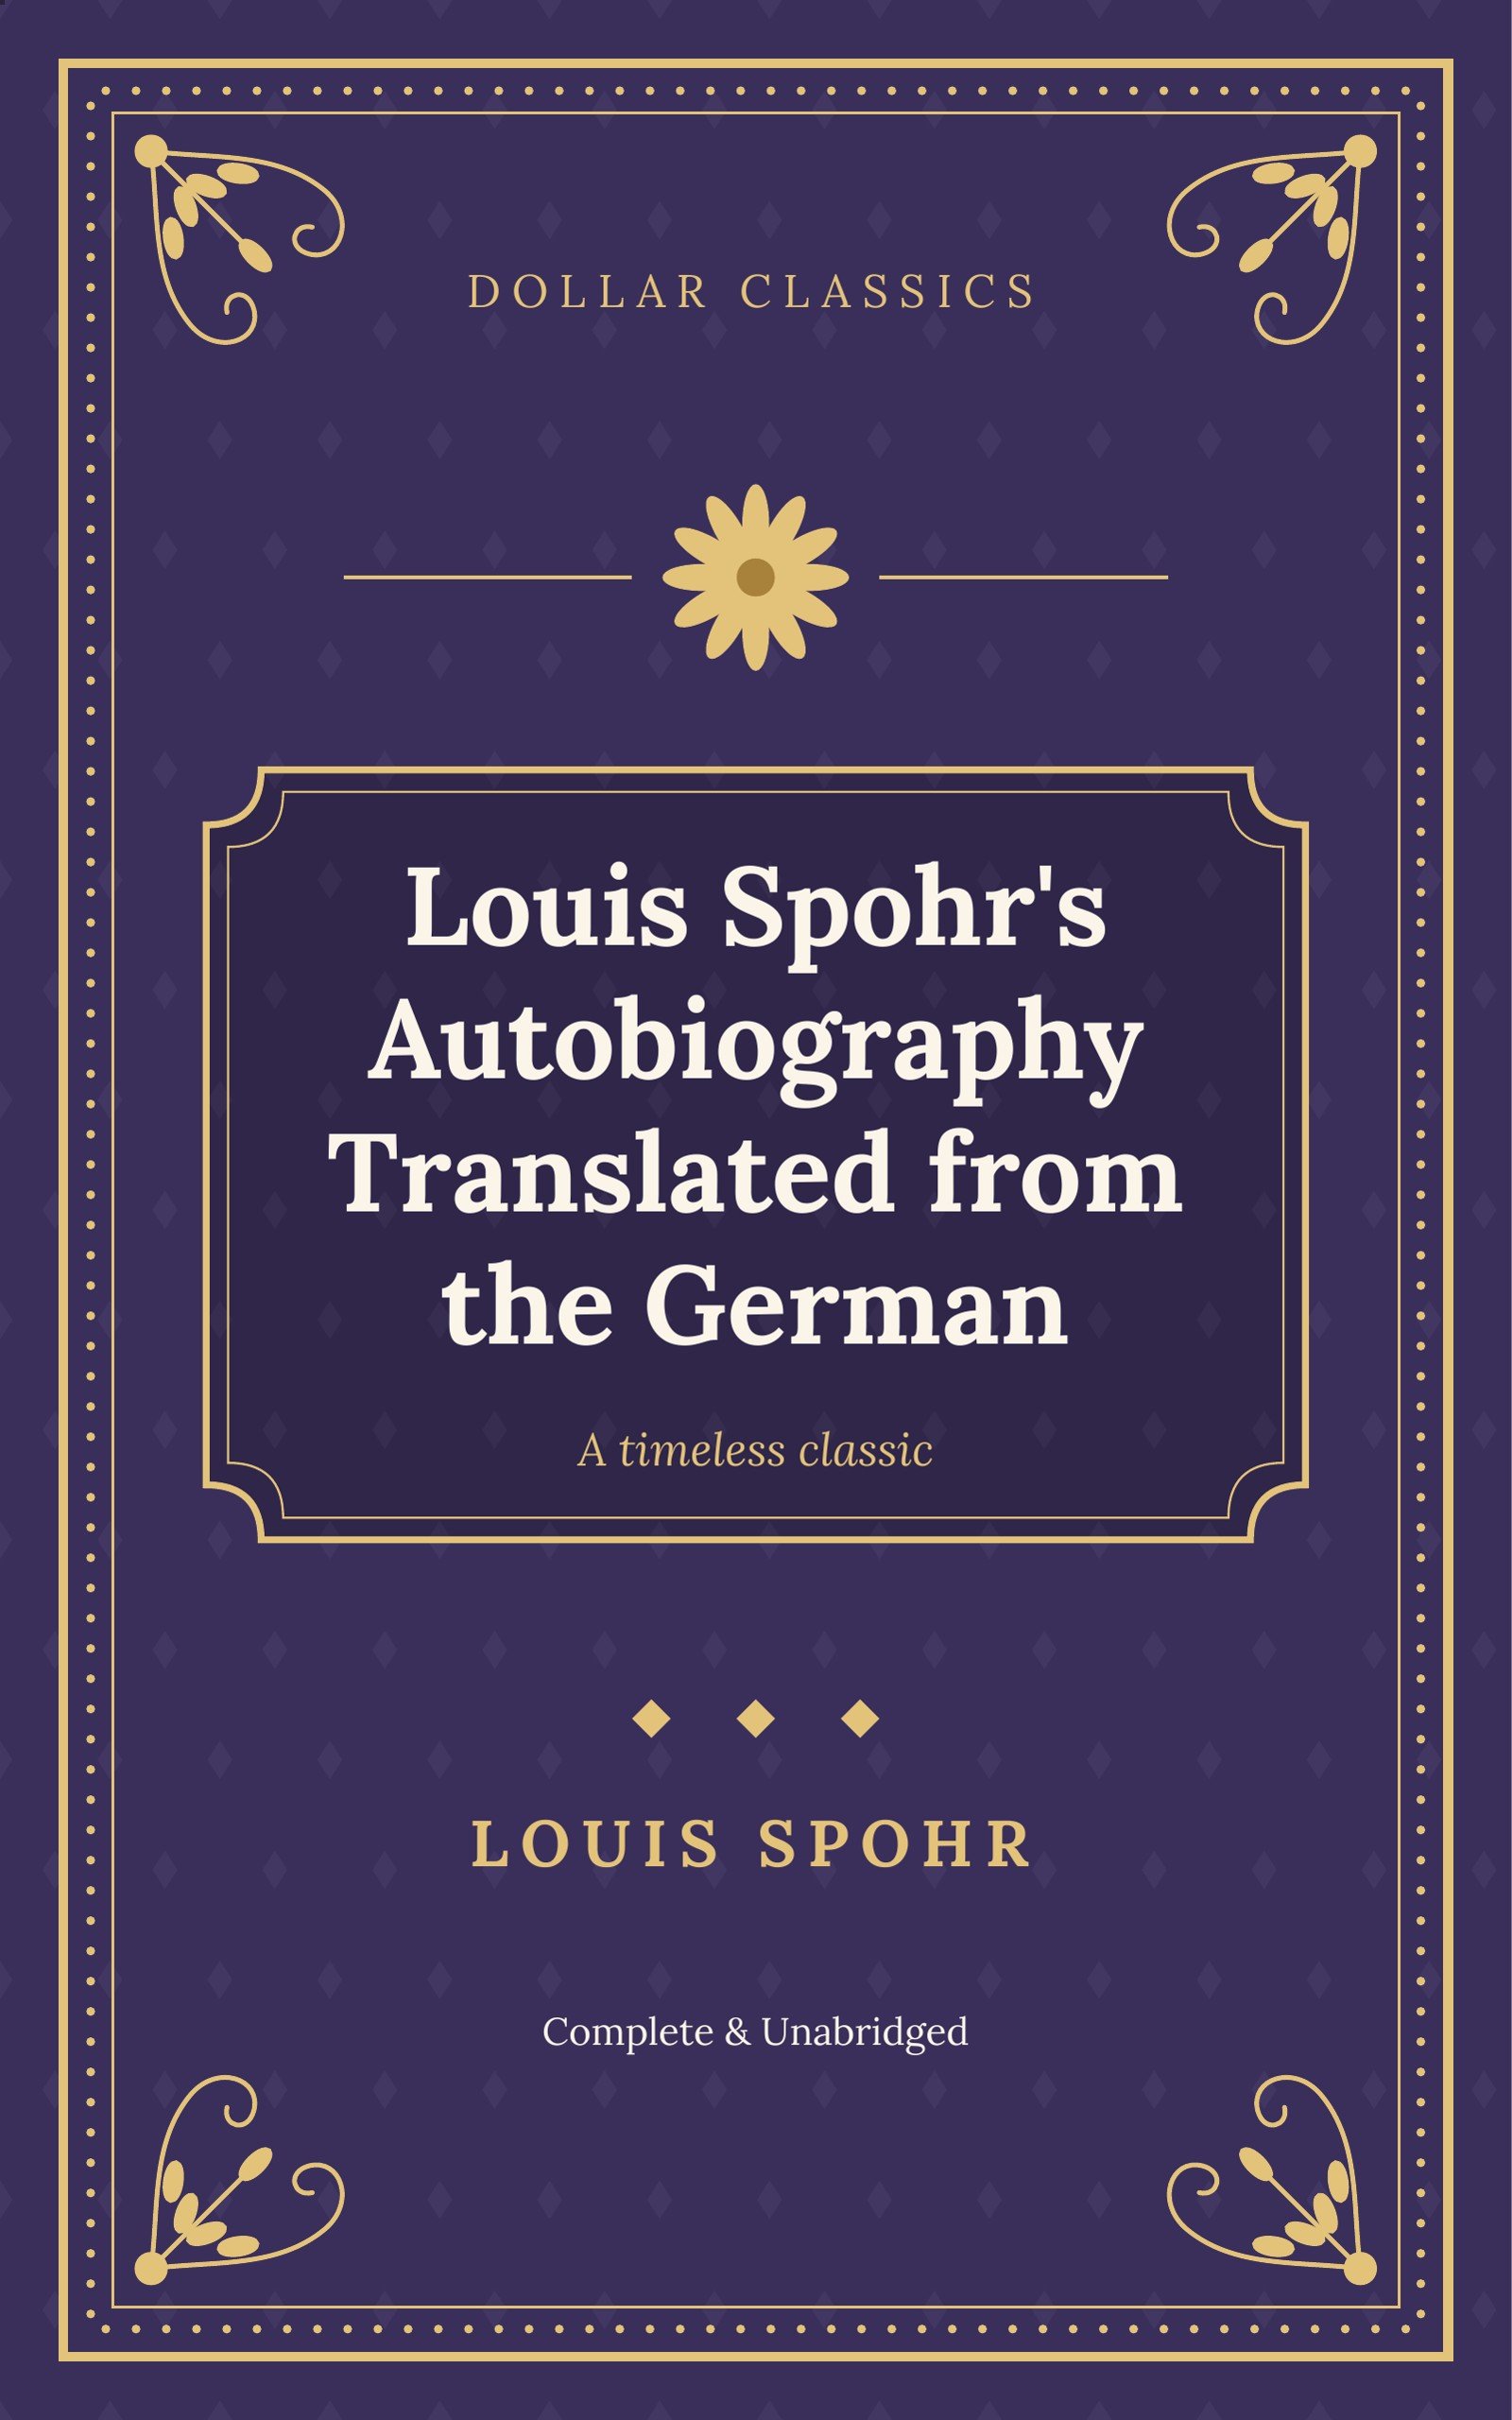 DOLLAR CLASSICS
Louis Spohr's
Autobiography
Translated from
the German
A timeless classic
LOUIS SPOHR
Complete & Unabridged